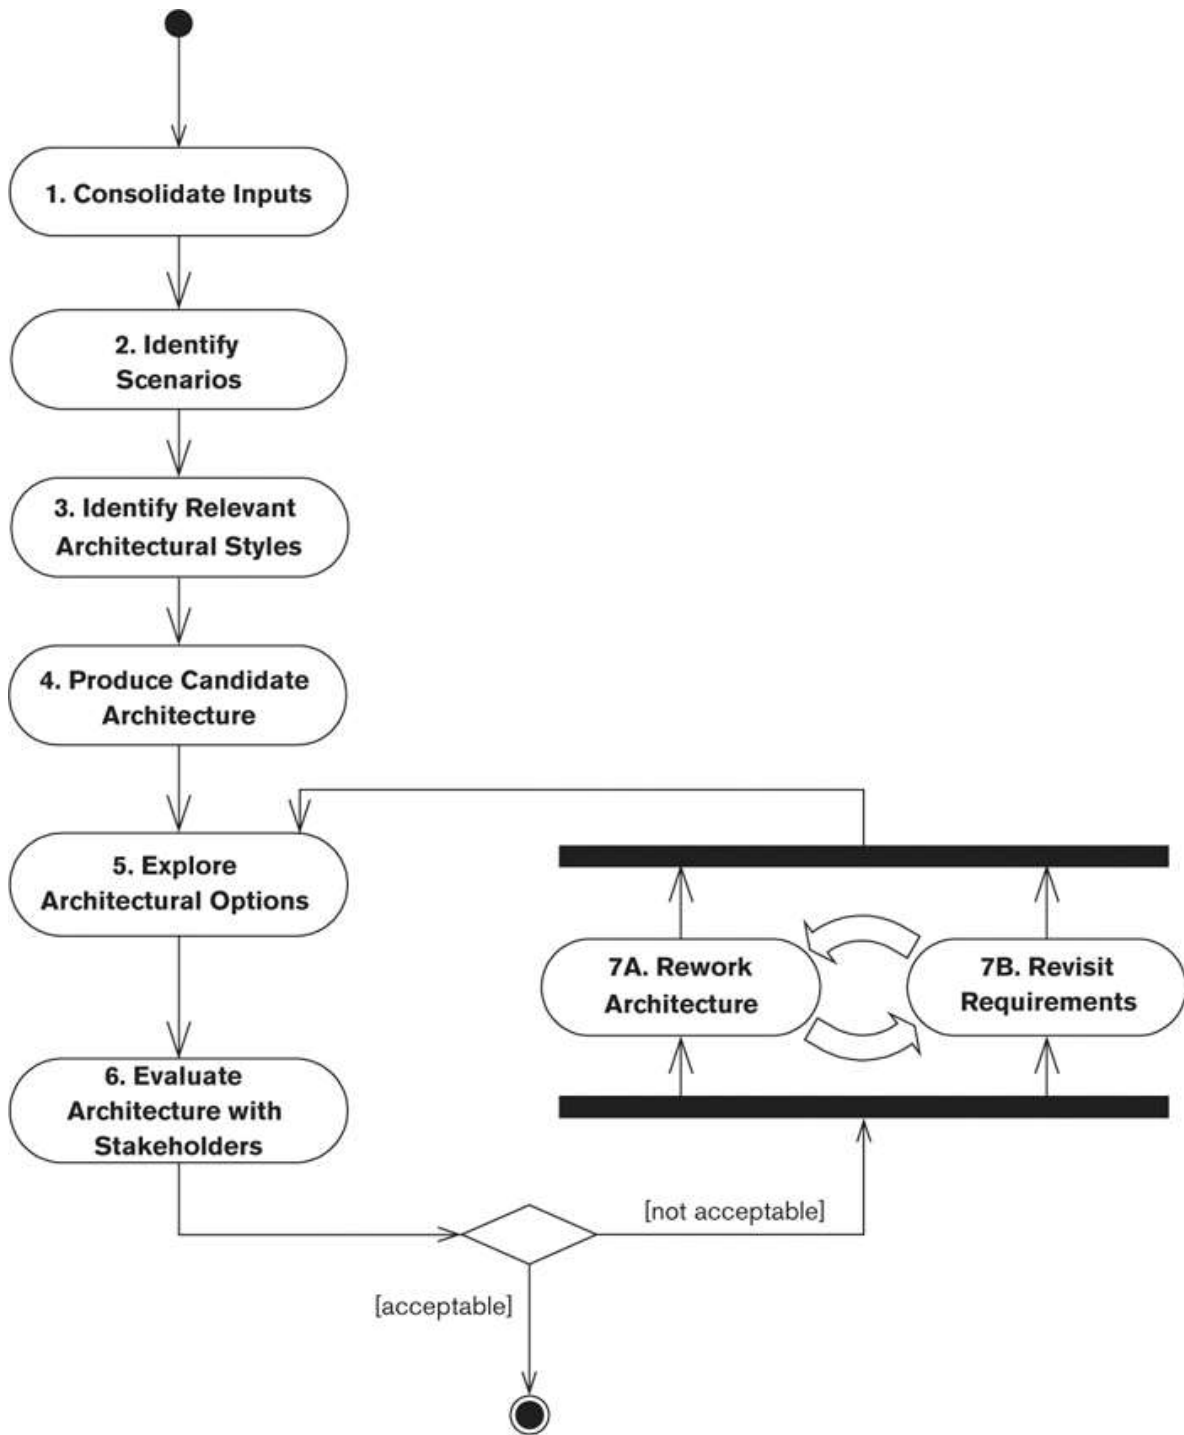 1. Consolidate Inputs
2. Identify
Scenarios
3. Identify Relevant
Architectural Styles
4. Produce Candidate
Architecture
5. Explore
Architectural Options
7A. Rework
Architecture
7B. Revisit
Requirements
6. Evaluate
Architecture with
Stakeholders
[not acceptable]
[acceptable]